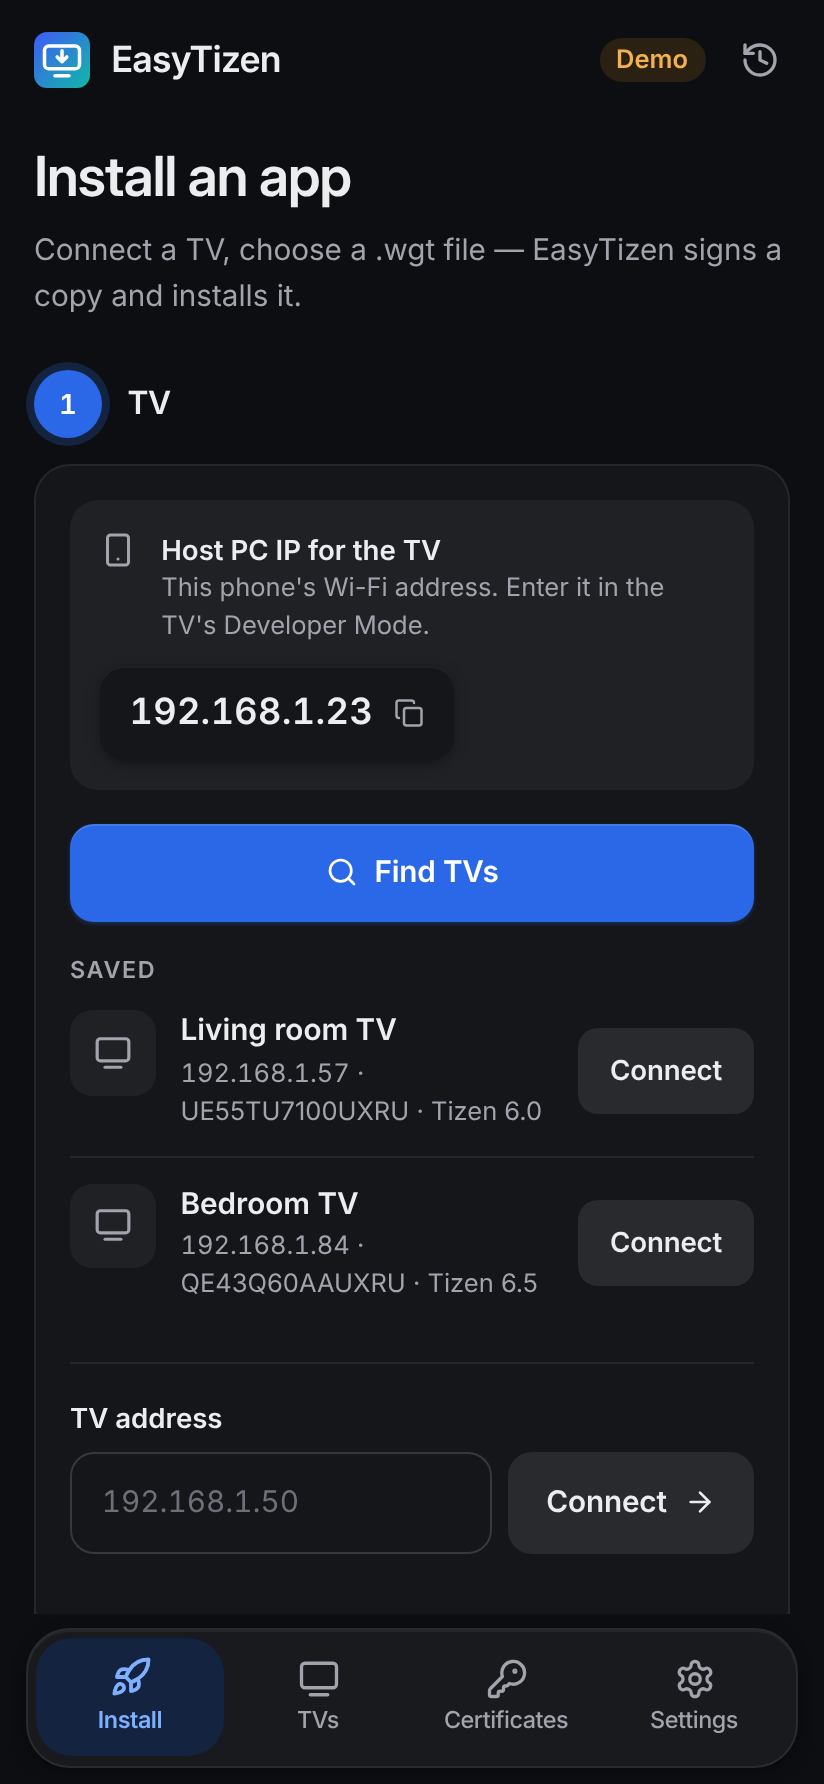 EasyTizen
Demo
Install an app
Connect a TV, choose a .wgt file — EasyTizen signs a
copy and installs it.
1
TV
Host PC IP for the TV
This phone's Wi-Fi address. Enter it in the
TV's Developer Mode.
192.168.1.23
Find TVs
SAVED
Living room TV
192.168.1.57 ·
UE55TU7100UXRU · Tizen 6.0
Connect
Bedroom TV
192.168.1.84 ·
QE43Q60AAUXRU · Tizen 6.5
Connect
TV address
192.168.1.50
Connect
Install
TVs
Certificates
Settings